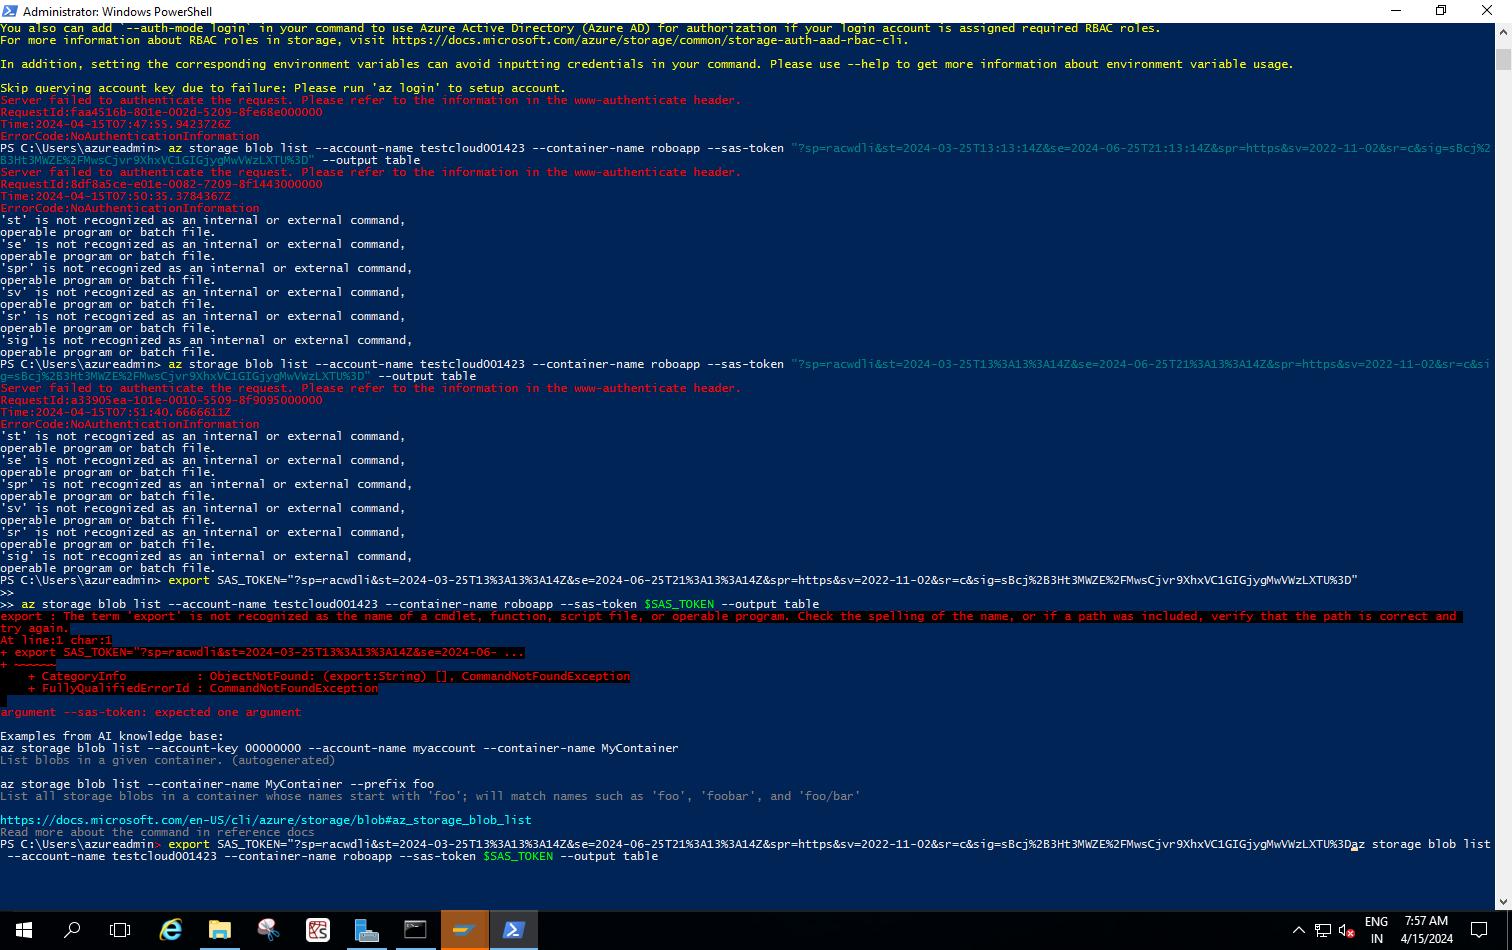 Administrator: Windows PowerShell
You also can add `--auth-mode login` in your command to use Azure Active Directory (Azure AD) for authorization if your login account is assigned required RBAC roles.
For more information about RBAC roles in storage, visit https://docs.microsoft.com/azure/storage/common/storage-auth-aad-rbac-cli.
In addition, setting the corresponding environment variables can avoid inputting credentials in your command. Please use --help to get more information about environment variable usage.
Skip querying account key due to failure: Please run 'az login' to setup account.
Server failed to authenticate the request. Please refer to the information in the www-authenticate header.
RequestId:faa4516b-801e-002d-5209-8fe68e000000
Time:2024-04-15T07:47:55.9423726Z
ErrorCode:NoAuthenticationInformation
PS C:\Users\azureadmin> az storage blob list --account-name testcloud001423 --container-name roboapp --sas-token "?sp=racwdli&st=2024-03-25T13:13:14Z&se=2024-06-25T21:13:14Z&spr=https&sv=2022-11-02&sr=c&sig=sBcj%2
B3Ht3MWZE%2FMwsCjvr9XhxVC1GIGjygMwVWzLXTU%3D" --output table
Server failed to authenticate the request. Please refer to the information in the www-authenticate header.
RequestId:8df8a5ce-e01e-0082-7209-8f1443000000
Time:2024-04-15T07:50:35.3784367Z
ErrorCode:NoAuthenticationInformation
'st' is not recognized as an internal or external command,
operable program or batch file.
'se' is not recognized as an internal or external command,
operable program or batch file.
'spr' is not recognized as an internal or external command,
operable program or batch file.
'sv' is not recognized as an internal or external command,
operable program or batch file.
'sr' is not recognized as an internal or external command,
operable program or batch file.
'sig' is not recognized as an internal or external command,
operable program or batch file.
PS C:\Users\azureadmin> az storage blob list --account-name testcloud001423 --container-name roboapp --sas-token "?sp=racwdli&st=2024-03-25T13%3A13%3A14Z&se=2024-06-25T21%3A13%3A14Z&spr=https&sv=2022-11-02&sr=c&si
g=sBcj%2B3Ht3MWZE%2FMwsCjvr9XhxVC1GIGjygMwVWzLXTU%3D" --output table
Server failed to authenticate the request. Please refer to the information in the www-authenticate header.
RequestId:a33905ea-101e-0010-5509-8f9095000000
Time:2024-04-15T07:51:40.6666611Z
ErrorCode:NoAuthenticationInformation
'st' is not recognized as an internal or external command,
operable program or batch file.
'se' is not recognized as an internal or external command,
operable program or batch file.
'spr' is not recognized as an internal or external command,
operable program or batch file.
'sv' is not recognized as an internal or external command,
operable program or batch file.
'sr' is not recognized as an internal or external command,
operable program or batch file.
'sig' is not recognized as an internal or external command,
operable program or batch file.
PS C:\Users\azureadmin> export SAS_TOKEN="?sp=racwdli&st=2024-03-25T13%3A13%3A14Z&se=2024-06-25T21%3A13%3A14Z&spr=https&sv=2022-11-02&sr=c&sig=sBcj%2B3Ht3MWZE%2FMwsCjvr9XhxVC1GIGjygMwVWzLXTU%3D"
>>
>> az storage blob list --account-name testcloud001423 --container-name roboapp --sas-token $SAS_TOKEN --output table
export : The term 'export' is not recognized as the name of a cmdlet, function, script file, or operable program. Check the spelling of the name, or if a path was included, verify that the path is correct and
try again.
At line:1 char:1
+ export SAS_TOKEN="?sp=racwdli&st=2024-03-25T13%3A13%3A14Z&se=2024-06- ...
+ ~~~~~~
+ CategoryInfo : ObjectNotFound: (export:String) [], CommandNotFoundException
+ FullyQualifiedErrorId : CommandNotFoundException
argument --sas-token: expected one argument
Examples from AI knowledge base:
az storage blob list --account-key 00000000 --account-name myaccount --container-name MyContainer
List blobs in a given container. (autogenerated)
az storage blob list --container-name MyContainer --prefix foo
List all storage blobs in a container whose names start with 'foo'; will match names such as 'foo', 'foobar', and 'foo/bar'
https://docs.microsoft.com/en-US/cli/azure/storage/blob#az_storage_blob_list
Read more about the command in reference docs
PS C:\Users\azureadmin> export SAS_TOKEN="?sp=racwdli&st=2024-03-25T13%3A13%3A14Z&se=2024-06-25T21%3A13%3A14Z&spr=https&sv=2022-11-02&sr=c&sig=sBcj%2B3Ht3MWZE%2FMwsCjvr9XhxVC1GIGjygMwVWzLXTU%3Daz storage blob list
--account-name testcloud001423 --container-name roboapp --sas-token $SAS_TOKEN --output table
ENG 7:57 AM
IN 4/15/2024